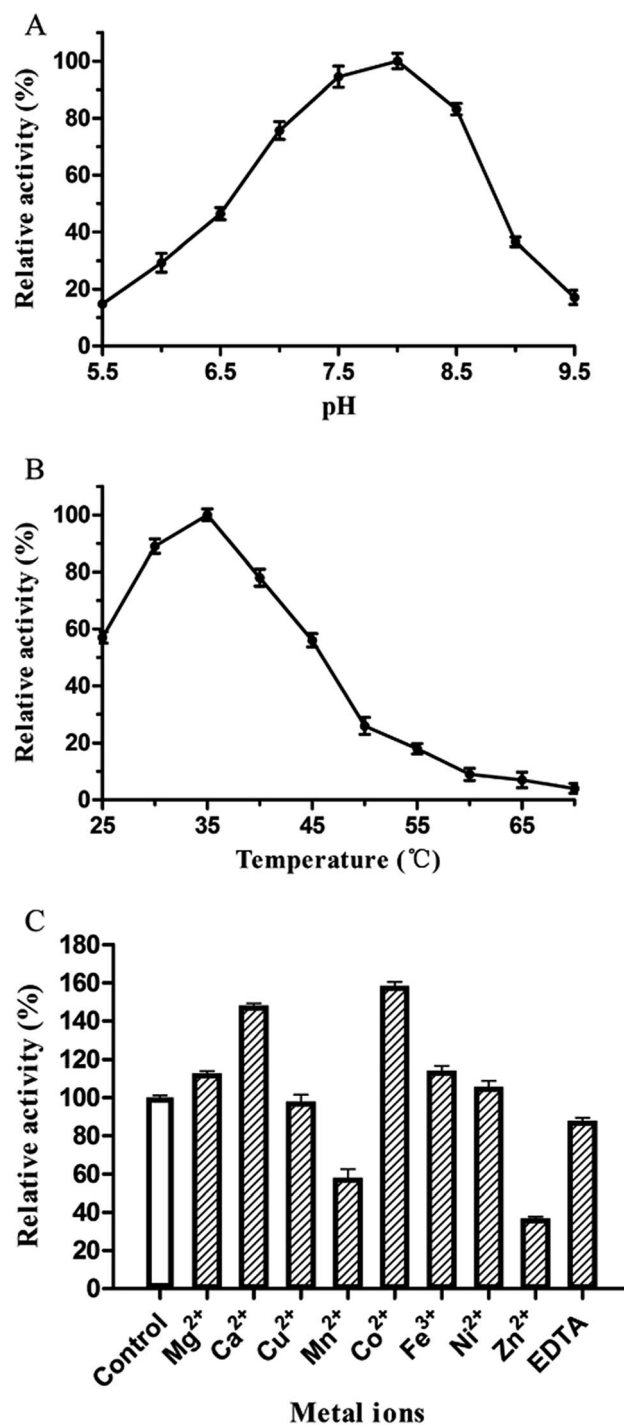 A
Relative activity (%)
100
80
60
40
20
0
5.5 6.5 7.5 8.5 9.5
pH
B
Relative activity (%)
100
80
60
40
20
0
25 35 45 55 65
Temperature (℃)
C
Relative activity (%)
180
160
140
120
100
80
60
40
20
0
Control Mg²⁺ Ca²⁺ Cu²⁺ Mn²⁺ Co²⁺ Fe³⁺ Ni²⁺ Zn²⁺ EDTA
Metal ions